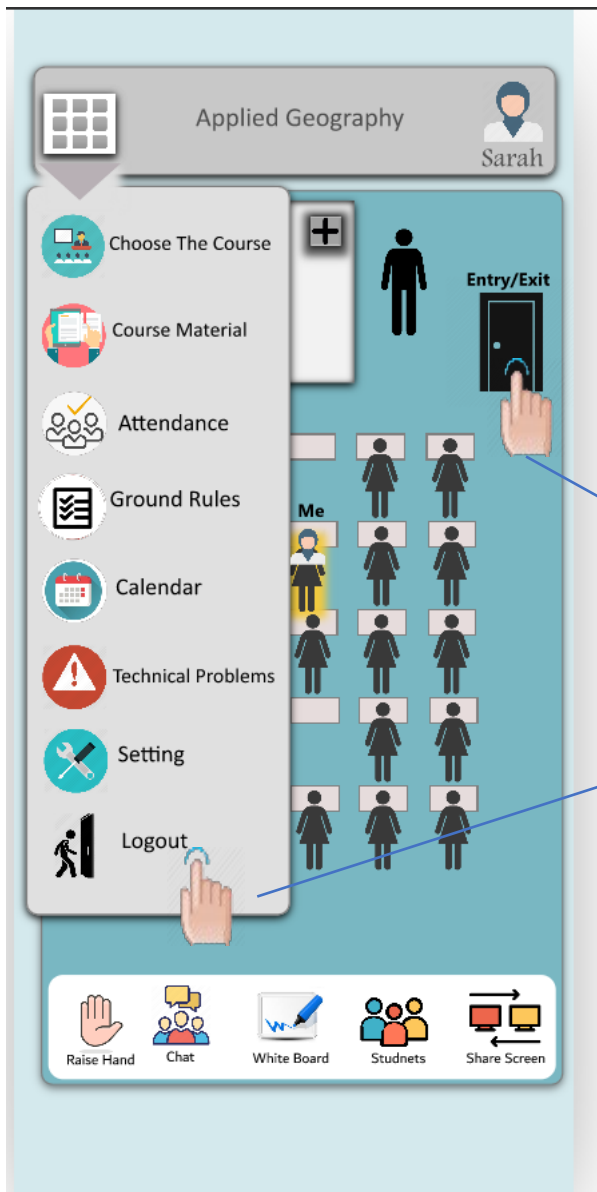 Applied Geography
Sarah
Choose The Course
Course Material
Attendance
Ground Rules
Calendar
Technical Problems
Setting
Logout
Entry/Exit
Me
Raise Hand
Chat
White Board
Studnets
Share Screen